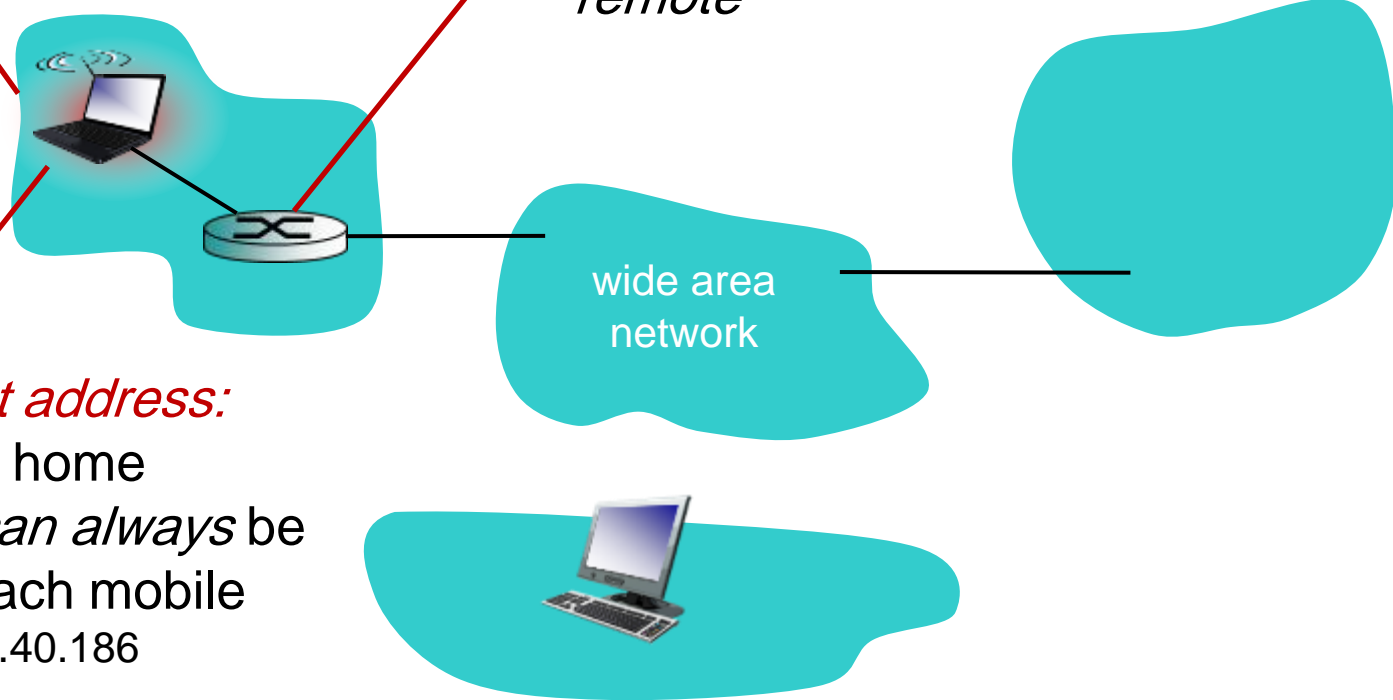 remote
wide area
network
t address:
home
an always be
ach mobile
.40.186